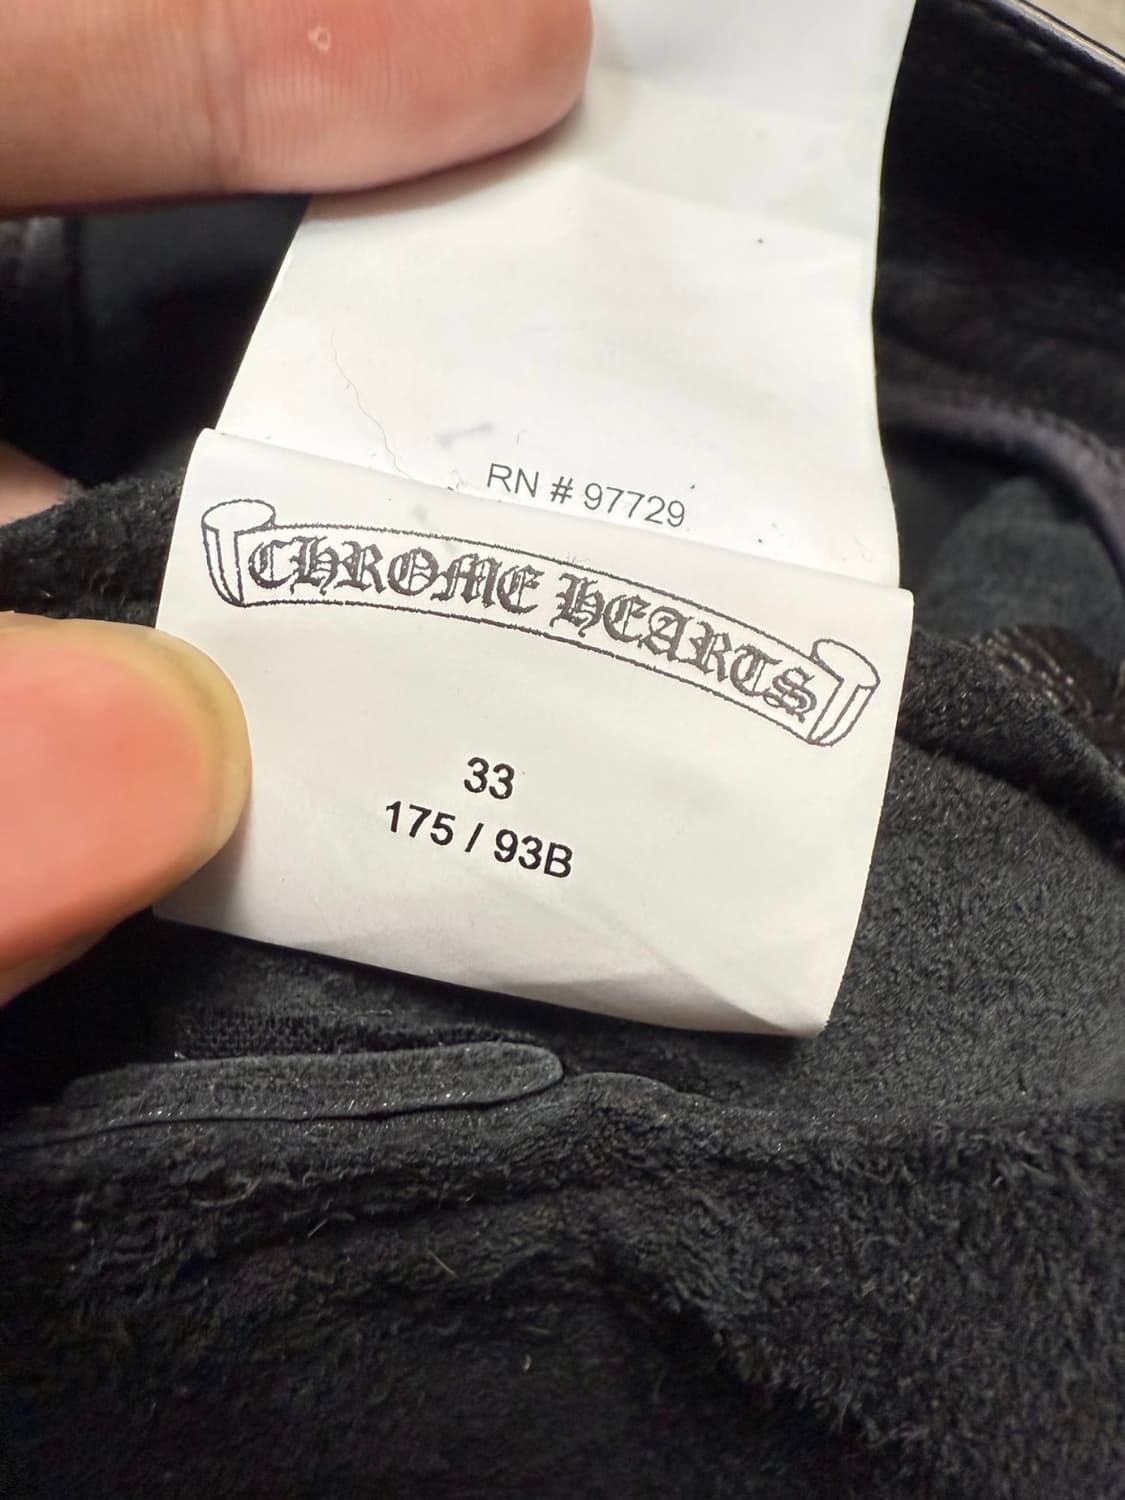 RN # 97729
CHROME HEARTS
33
175 / 93B